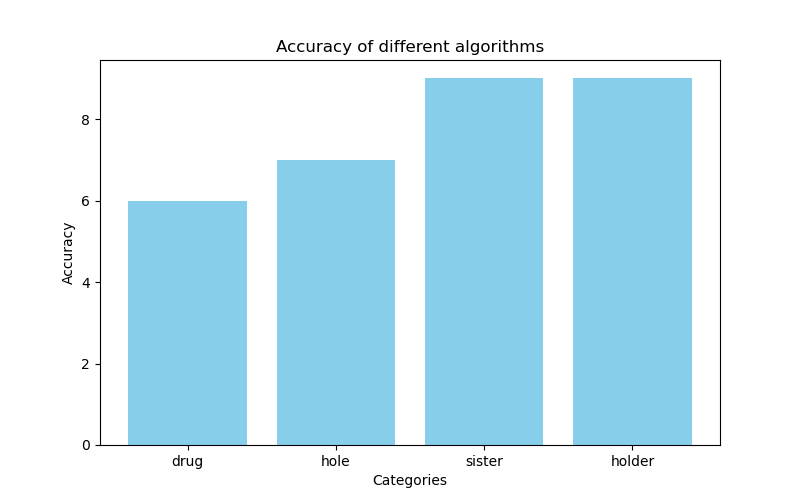 Accuracy of different algorithms
Accuracy
8
6
4
2
0
drug hole sister holder
Categories